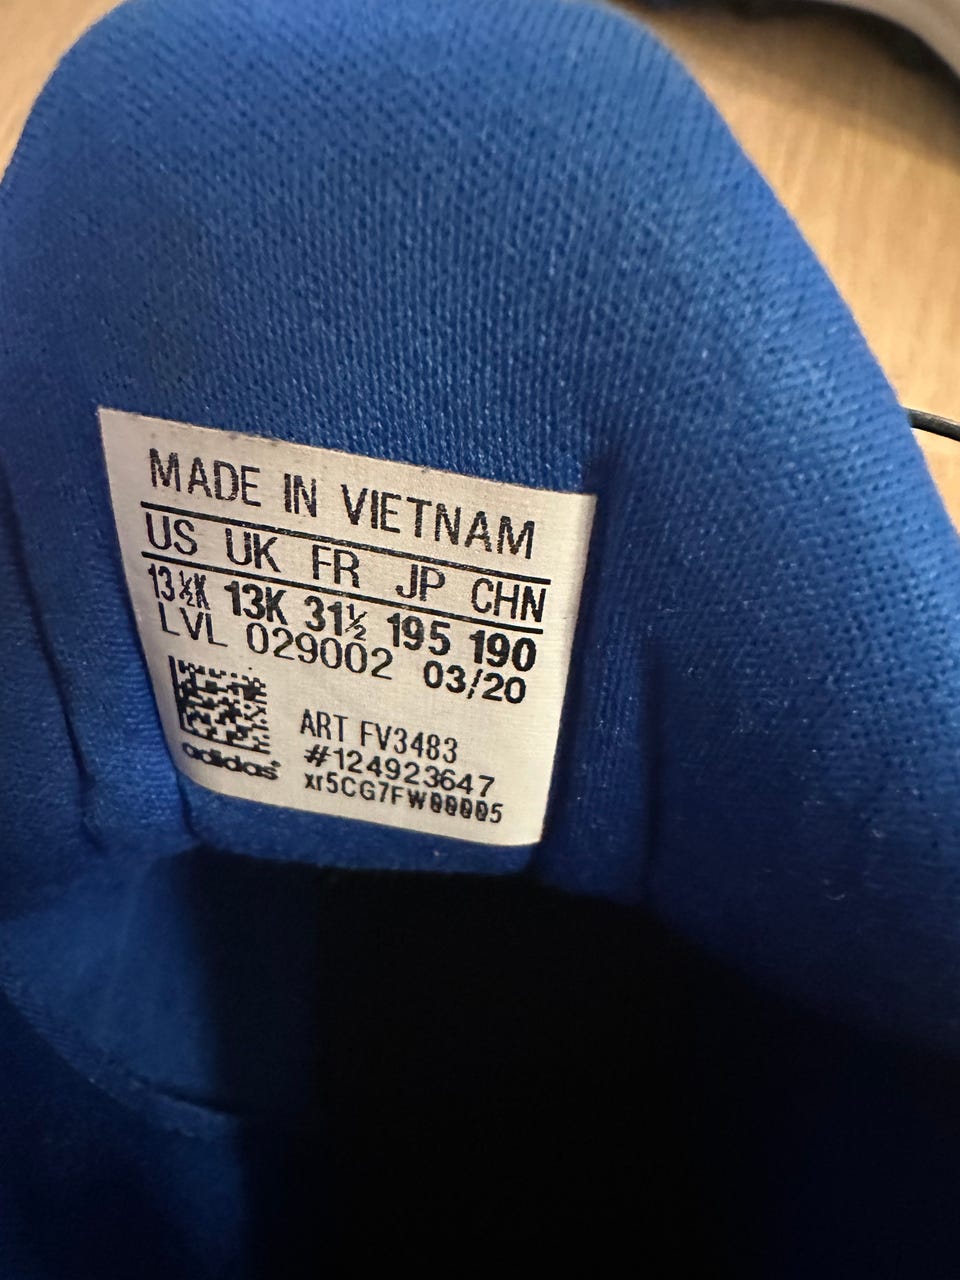 MADE IN VIETNAM
US UK FR JP CHN
13½K 13K 31½ 195 190
LVL 029002 03/20
ART FV3483
#124923647
xr5CG7FW00005
adidas